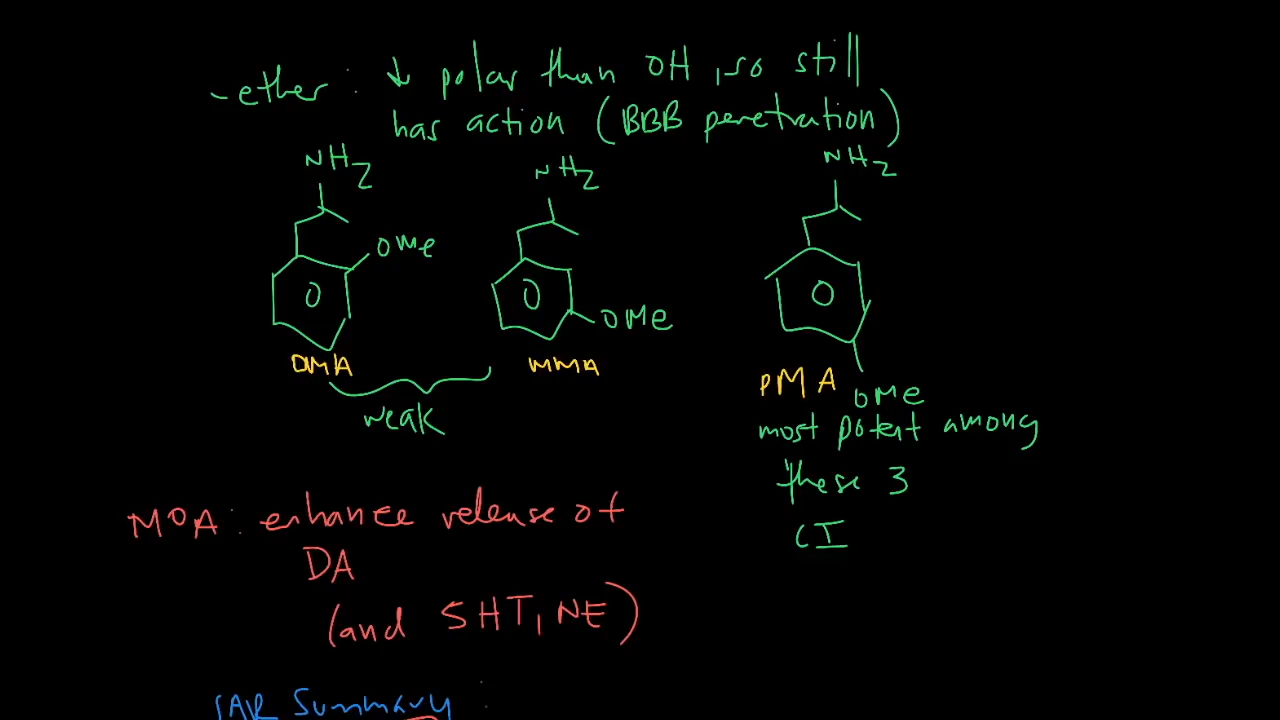 - ether : ↓ polar than OH, so still
has action (BBB penetration)
NH2
NH2
NH2
OMe
OMe
OMA
MMA
PMA
OMe
weak
most potent among
these 3
CI
MOA : enhance release of
DA
(and 5HT, NE)
SAR Summary :